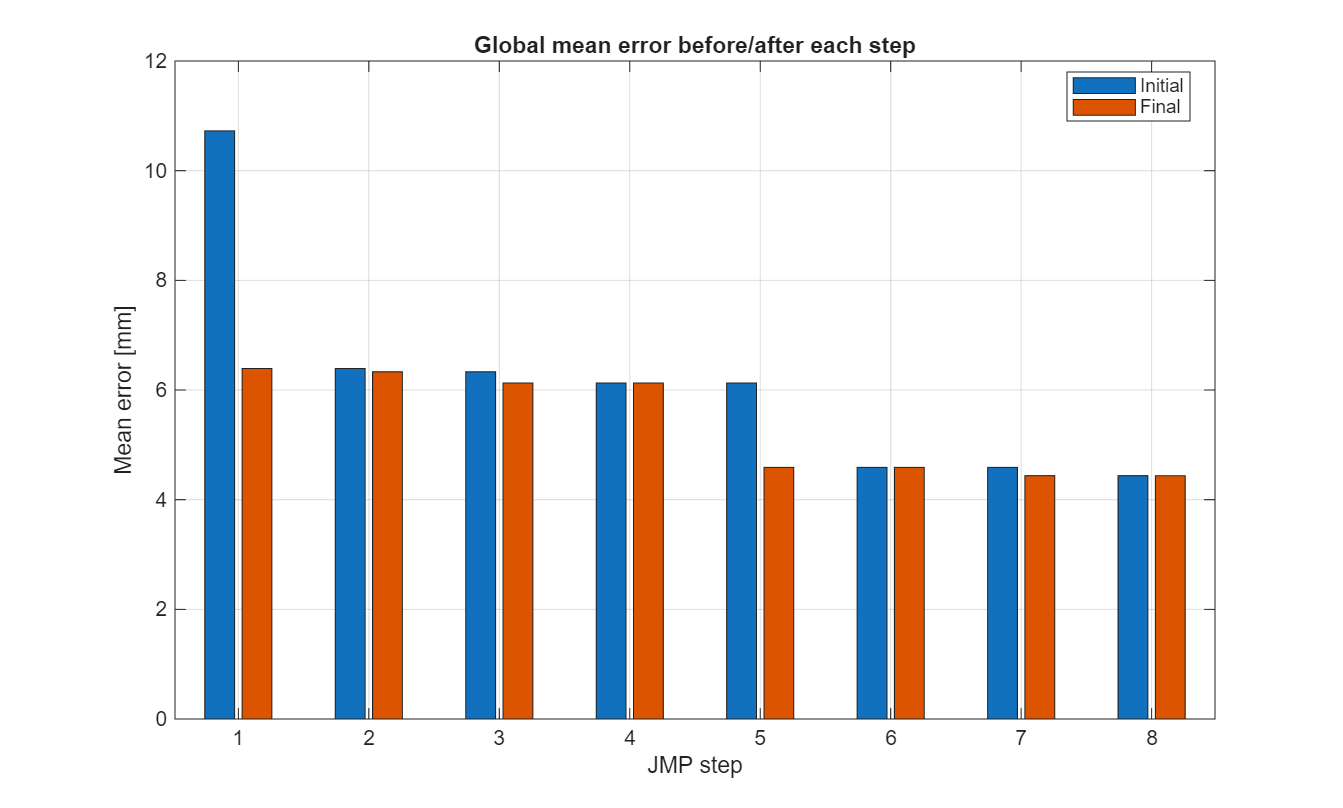 Global mean error before/after each step
Initial
Final
12
10
8
6
4
2
0
Mean error [mm]
1 2 3 4 5 6 7 8
JMP step